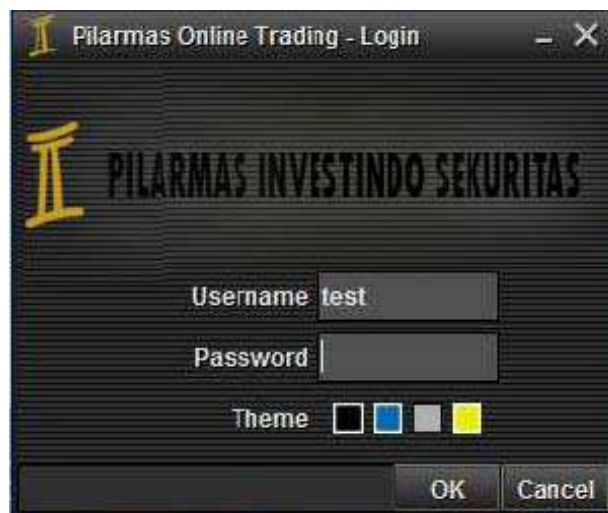 Pilarmas Online Trading - Login
PILARMAS INVESTINDO SEKURITAS
Username test
Password
Theme
OK Cancel